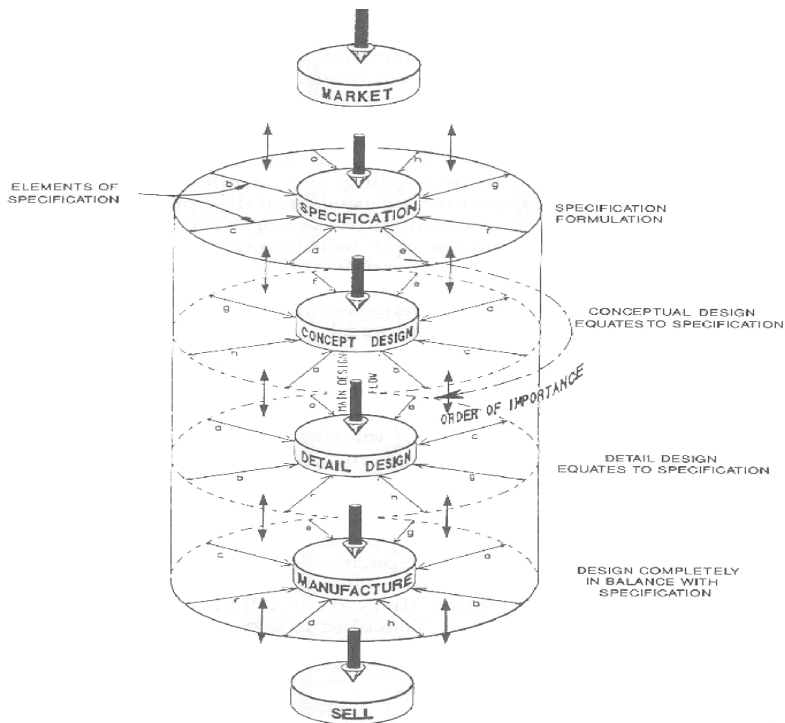 MARKET
ELEMENTS OF
SPECIFICATION
b
h
g
SPECIFICATION
c
d
e
SPECIFICATION
FORMULATION
f
e
g
d
CONCEPT DESIGN
h
CONCEPTUAL DESIGN
EQUATES TO SPECIFICATION
MAIN DESIGN
FLOW
ORDER OF IMPORTANCE
DETAIL DESIGN
c
b
g
h
DETAIL DESIGN
EQUATES TO SPECIFICATION
e
g
c
MANUFACTURE
b
d
h
DESIGN COMPLETELY
IN BALANCE WITH
SPECIFICATION
SELL